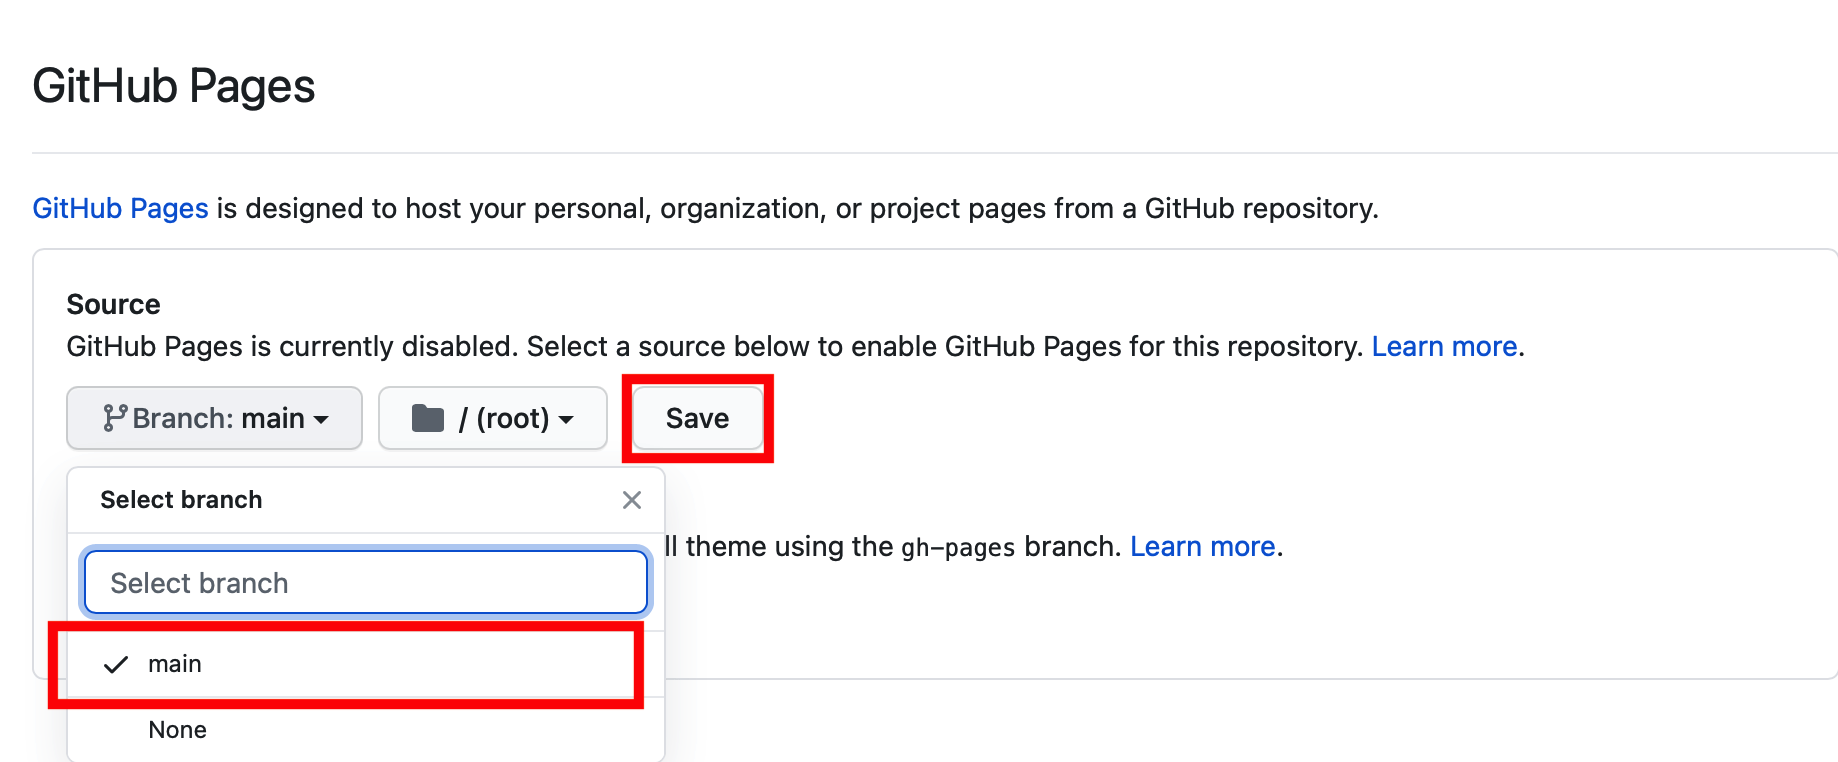 GitHub Pages
GitHub Pages is designed to host your personal, organization, or project pages from a GitHub repository.
Source
GitHub Pages is currently disabled. Select a source below to enable GitHub Pages for this repository. Learn more.
Branch: main / (root) Save
Select branch
theme using the gh-pages branch. Learn more.
Select branch
main
None